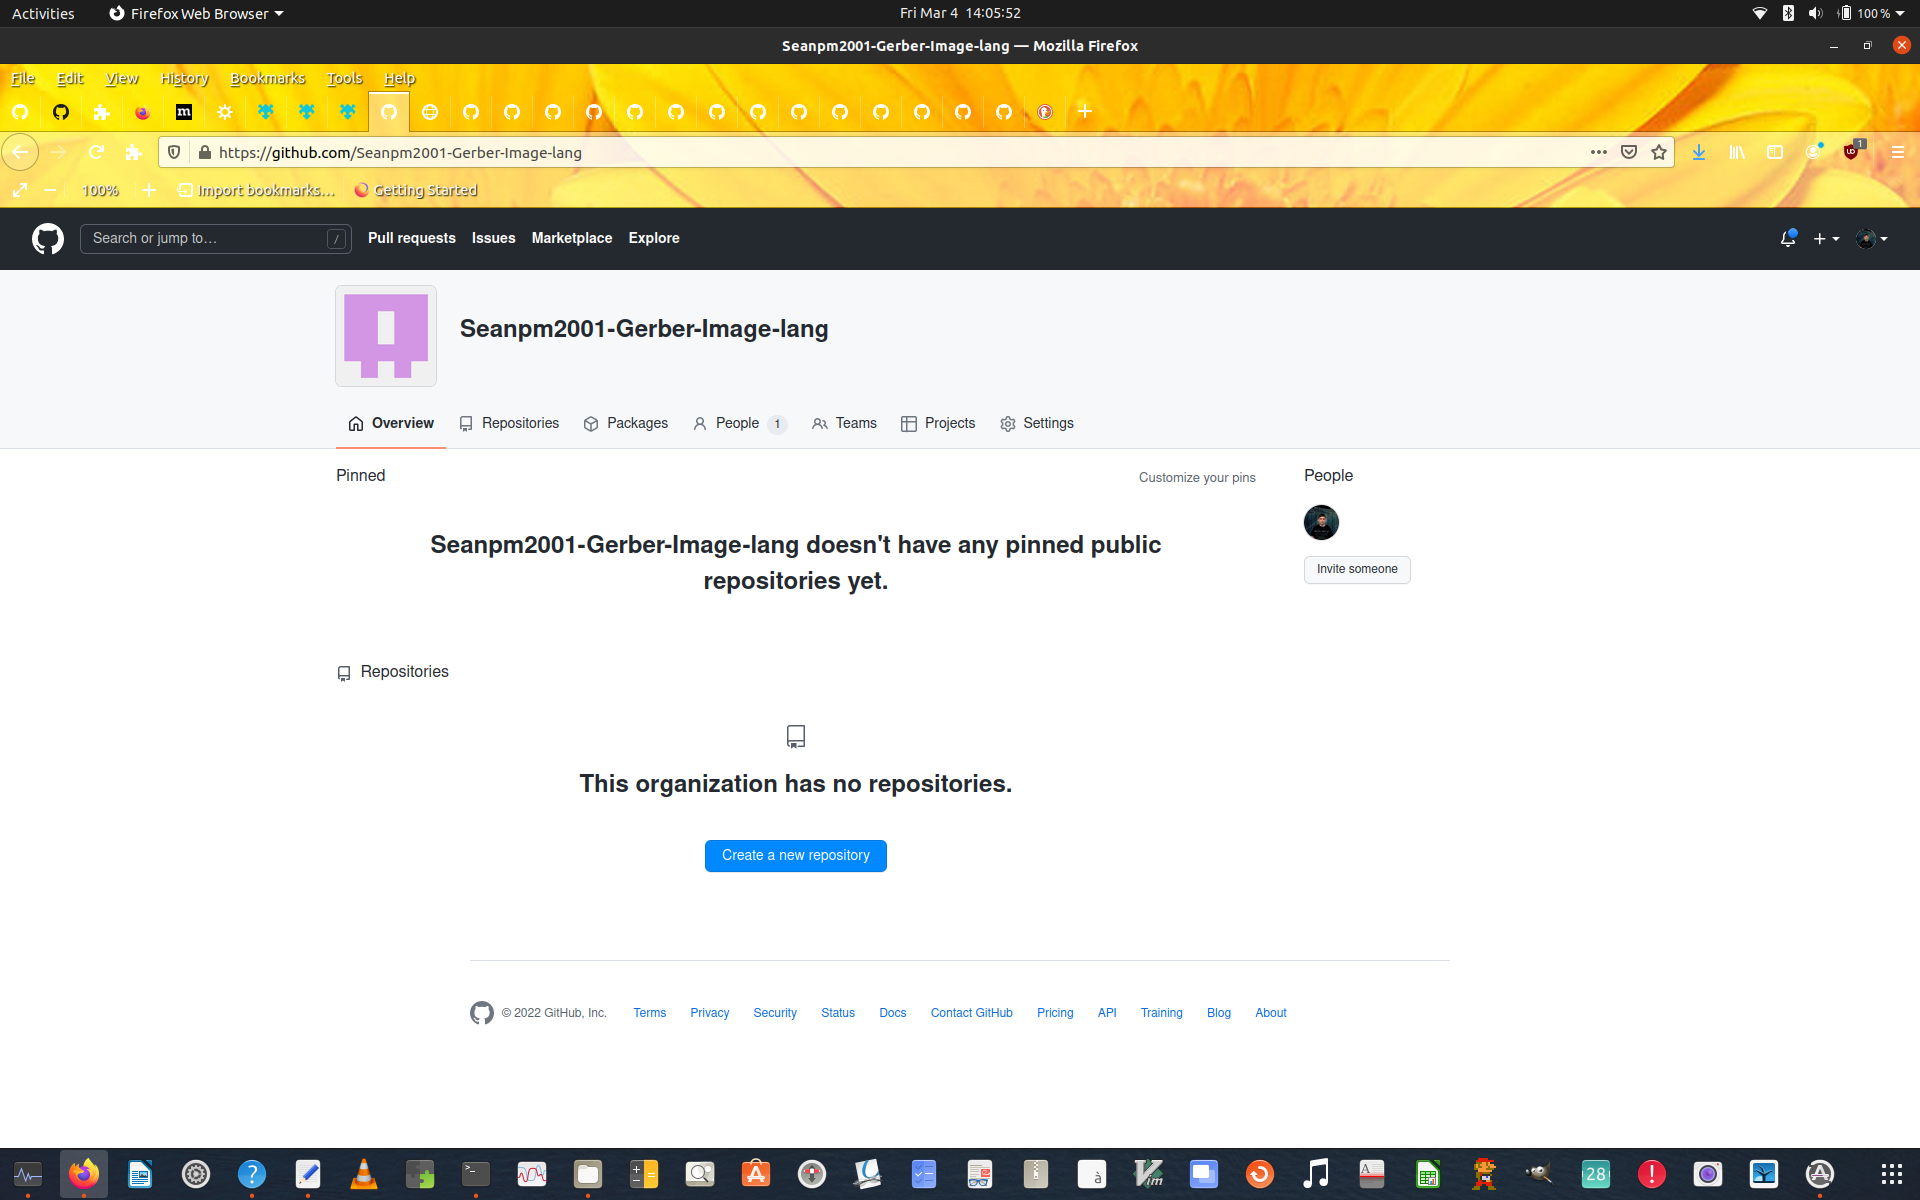 Activities Firefox Web Browser Fri Mar 4 14:05:52 100 %
Seanpm2001-Gerber-Image-lang — Mozilla Firefox
File Edit View History Bookmarks Tools Help
m
https://github.com/Seanpm2001-Gerber-Image-lang 1
100% Import bookmarks... Getting Started
Search or jump to... / Pull requests Issues Marketplace Explore
Seanpm2001-Gerber-Image-lang
Overview Repositories Packages People 1 Teams Projects Settings
Pinned Customize your pins People
Seanpm2001-Gerber-Image-lang doesn't have any pinned public
repositories yet.
Invite someone
Repositories
This organization has no repositories.
Create a new repository
© 2022 GitHub, Inc. Terms Privacy Security Status Docs Contact GitHub Pricing API Training Blog About
28